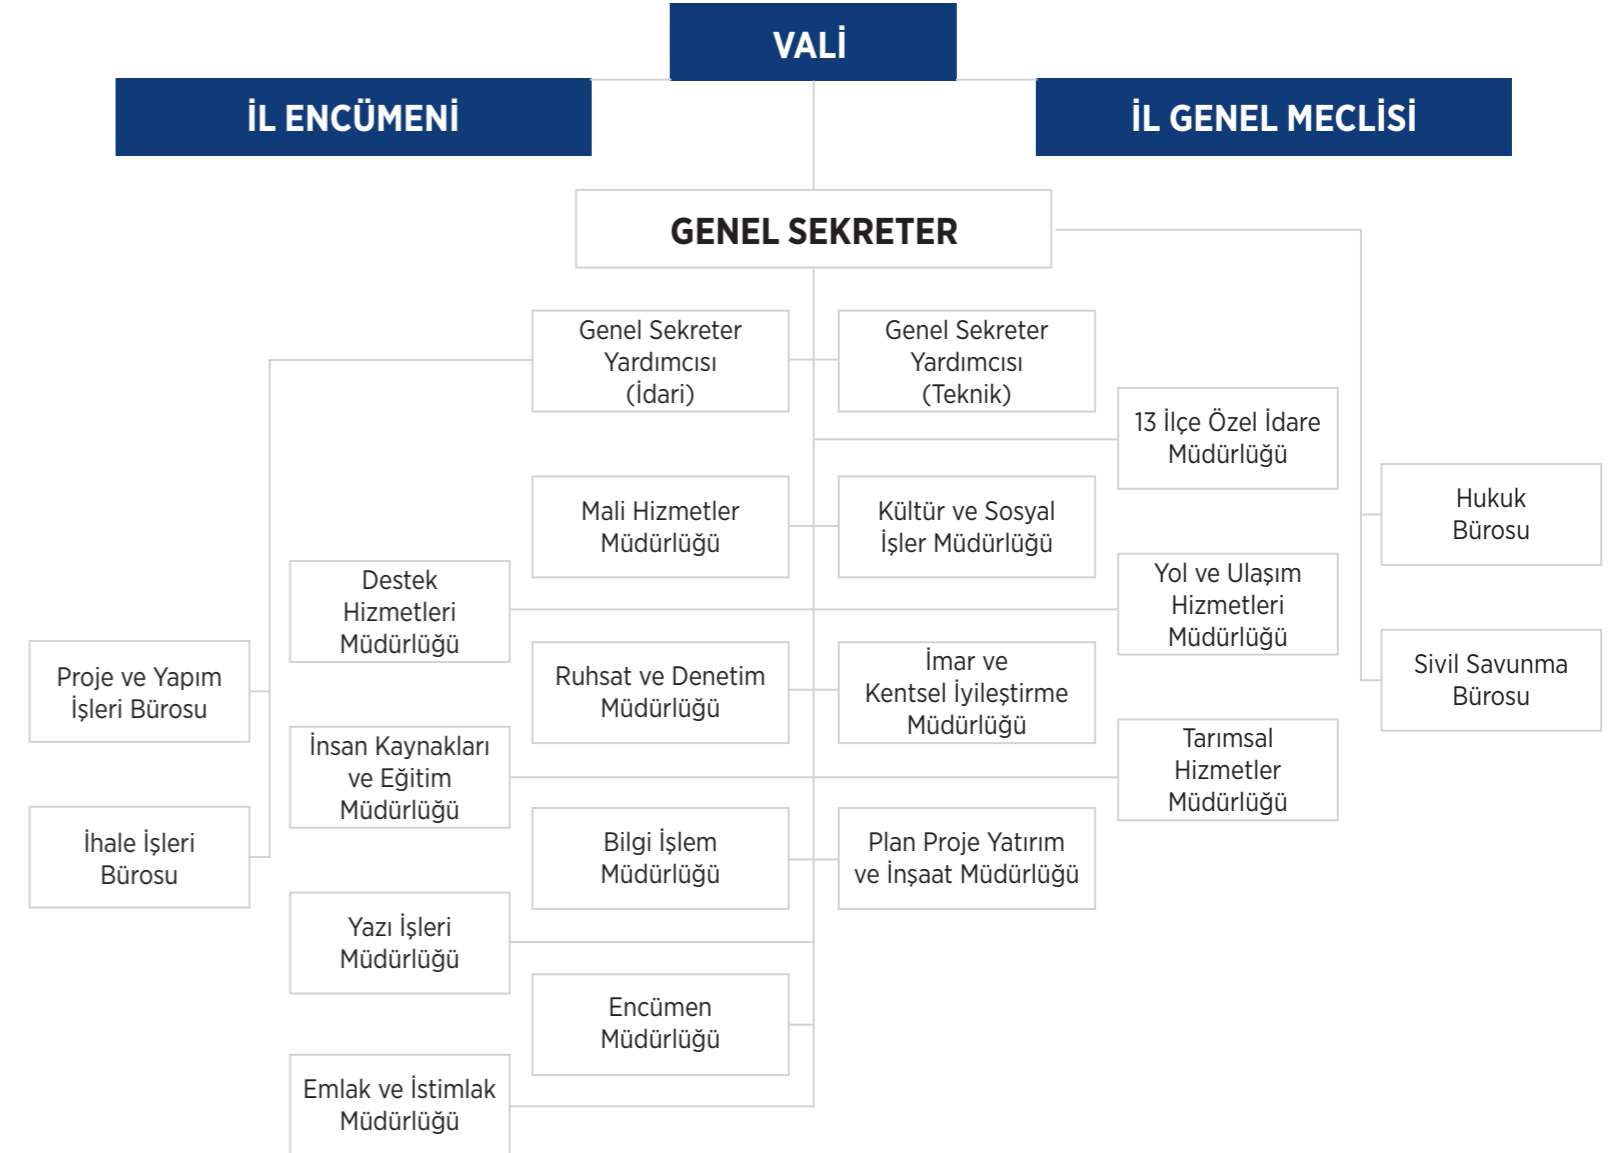 VALİ
İL ENCÜMENİ
İL GENEL MECLİSİ
GENEL SEKRETER
Genel Sekreter
Yardımcısı
(İdari)
Genel Sekreter
Yardımcısı
(Teknik)
13 İlçe Özel İdare
Müdürlüğü
Mali Hizmetler
Müdürlüğü
Kültür ve Sosyal
İşler Müdürlüğü
Hukuk
Bürosu
Destek
Hizmetleri
Müdürlüğü
Yol ve Ulaşım
Hizmetleri
Müdürlüğü
Proje ve Yapım
İşleri Bürosu
Ruhsat ve Denetim
Müdürlüğü
İmar ve
Kentsel İyileştirme
Müdürlüğü
Sivil Savunma
Bürosu
İnsan Kaynakları
ve Eğitim
Müdürlüğü
Tarımsal
Hizmetler
Müdürlüğü
İhale İşleri
Bürosu
Bilgi İşlem
Müdürlüğü
Plan Proje Yatırım
ve İnşaat Müdürlüğü
Yazı İşleri
Müdürlüğü
Encümen
Müdürlüğü
Emlak ve İstimlak
Müdürlüğü